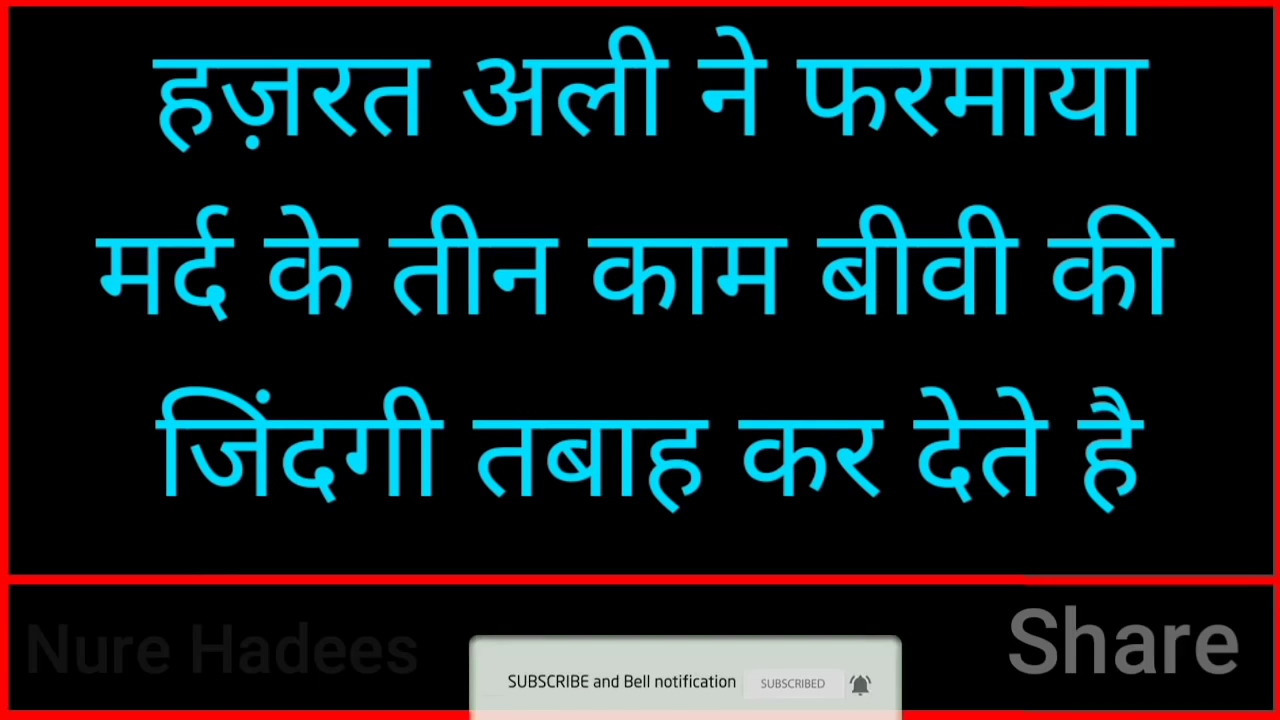 हज़रत अली ने फरमाया
मर्द के तीन काम बीवी की
जिंदगी तबाह कर देते है
Nure Hadees
Share
SUBSCRIBE and Bell notification
SUBSCRIBED